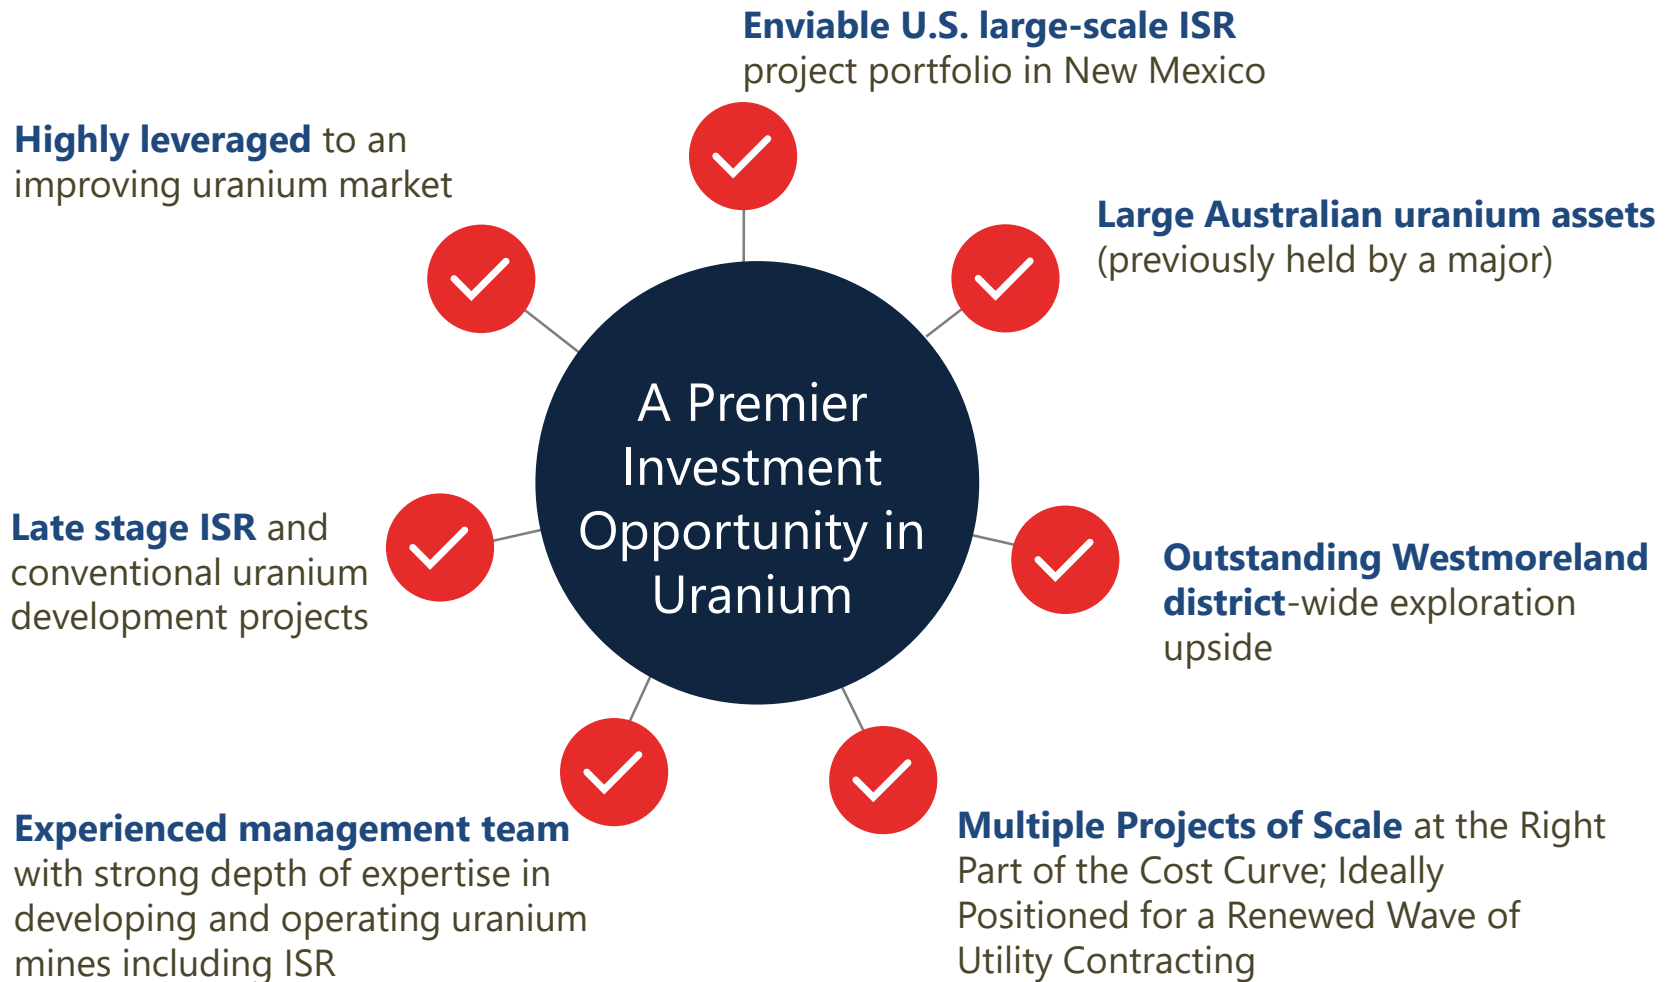 Enviable U.S. large-scale ISR
project portfolio in New Mexico
Highly leveraged to an
improving uranium market
Large Australian uranium assets
(previously held by a major)
A Premier
Investment
Opportunity in
Uranium
Late stage ISR and
conventional uranium
development projects
Outstanding Westmoreland
district-wide exploration
upside
Experienced management team
with strong depth of expertise in
developing and operating uranium
mines including ISR
Multiple Projects of Scale at the Right
Part of the Cost Curve; Ideally
Positioned for a Renewed Wave of
Utility Contracting